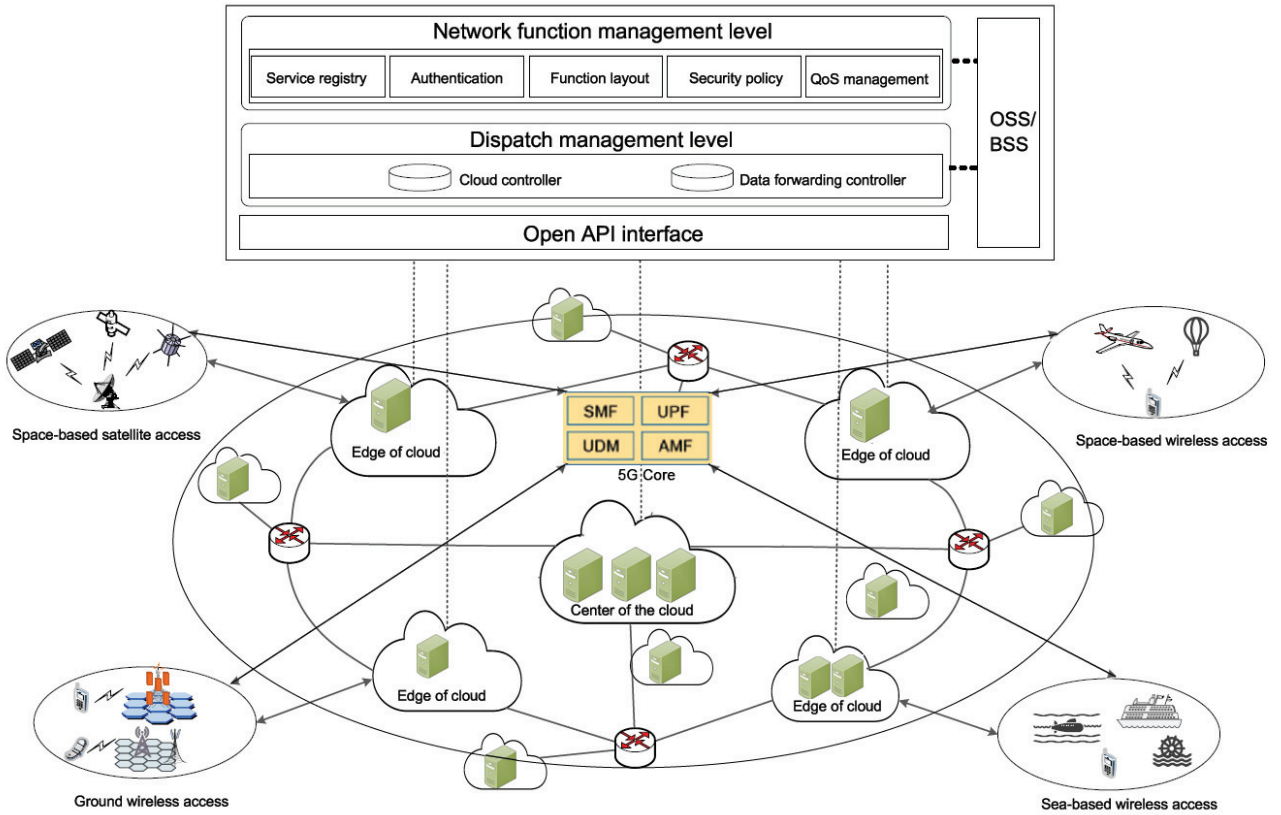 Network function management level
Service registry
Authentication
Function layout
Security policy
QoS management
OSS/
BSS
Dispatch management level
Cloud controller
Data forwarding controller
Open API interface
Space-based satellite access
Edge of cloud
SMF
UPF
UDM
AMF
5G Core
Edge of cloud
Space-based wireless access
Center of the cloud
Edge of cloud
Edge of cloud
Ground wireless access
Sea-based wireless access